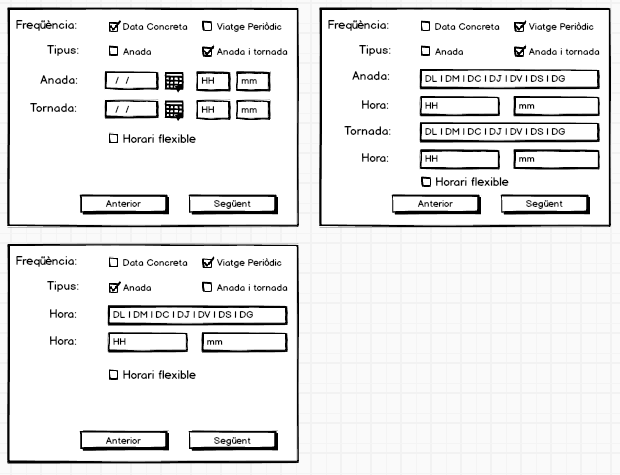 Freqüència: Data Concreta Viatge Periòdic
Tipus: Anada Anada i tornada
Anada: / / HH mm
Tornada: / / HH mm
Horari flexible
Anterior Següent
Freqüència: Data Concreta Viatge Periòdic
Tipus: Anada Anada i tornada
Anada: DL | DM | DC | DJ | DV | DS | DG
Hora: HH mm
Tornada: DL | DM | DC | DJ | DV | DS | DG
Hora: HH mm
Horari flexible
Anterior Següent
Freqüència: Data Concreta Viatge Periòdic
Tipus: Anada Anada i tornada
Hora: DL | DM | DC | DJ | DV | DS | DG
Hora: HH mm
Horari flexible
Anterior Següent